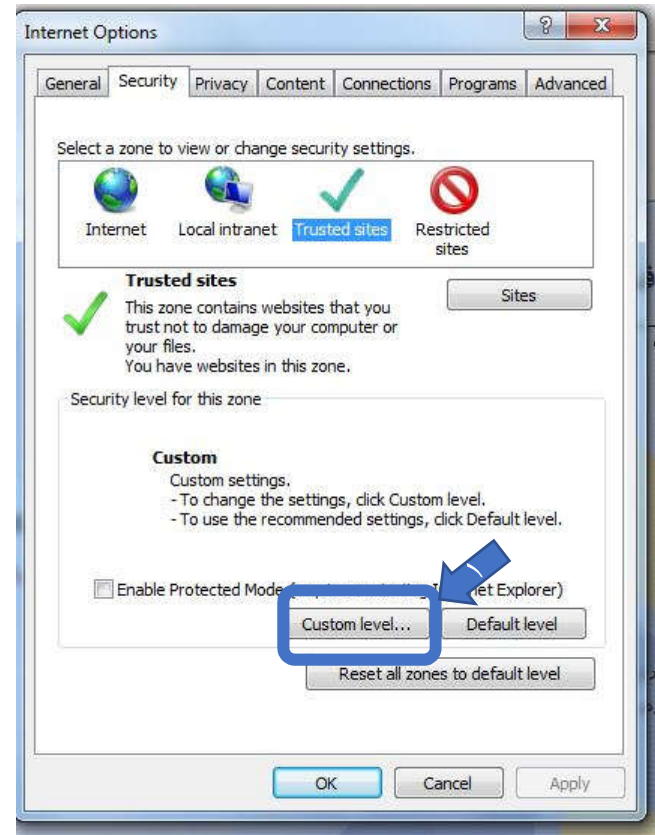 Internet Options
General Security Privacy Content Connections Programs Advanced
Select a zone to view or change security settings.
Internet Local intranet Trusted sites Restricted sites
Trusted sites
Sites
This zone contains websites that you
trust not to damage your computer or
your files.
You have websites in this zone.
Security level for this zone
Custom
Custom settings.
- To change the settings, click Custom level.
- To use the recommended settings, click Default level.
Enable Protected Mode Explorer)
Custom level... Default level
Reset all zones to default level
OK Cancel Apply